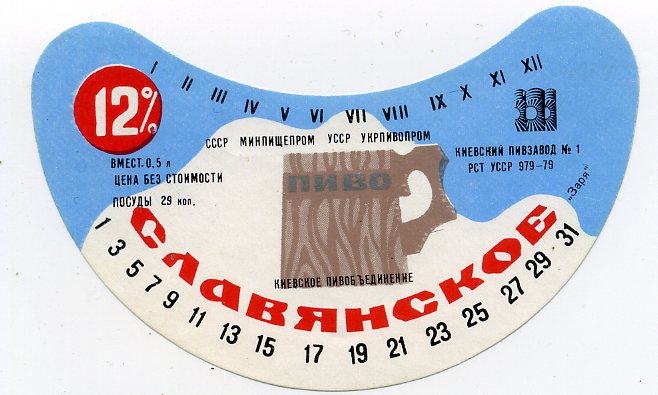 I II III IV V VI VII VIII IX X XI XII
12%
СССР МИНПИЩЕПРОМ УССР УКРПИВОПРОМ
ВМЕСТ. 0,5 л
ЦЕНА БЕЗ СТОИМОСТИ
ПОСУДЫ 29 коп.
КИЕВСКИЙ ПИВЗАВОД № 1
РСТ УССР 979-79
„Заря"
ПИВО
СЛАВЯНСКОЕ
КИЕВСКОЕ ПИВОБЪЕДИНЕНИЕ
1 3 5 7 9 11 13 15 17 19 21 23 25 27 29 31